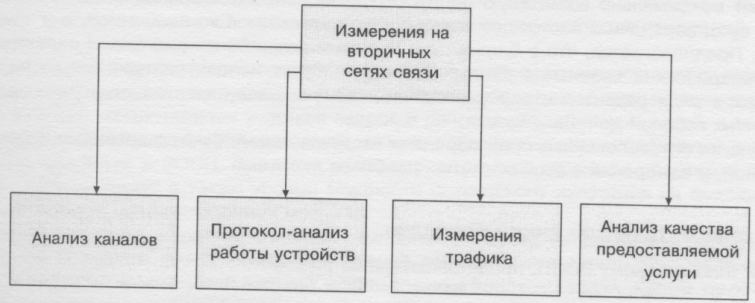 Измерения на
вторичных
сетях связи
Анализ каналов
Протокол-анализ
работы устройств
Измерения
трафика
Анализ качества
предоставляемой
услуги